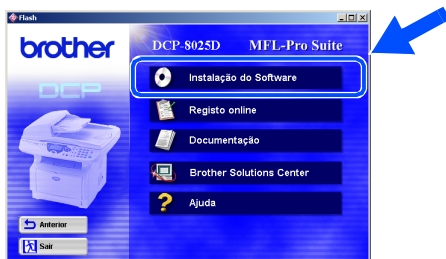 Flash
brother
DCP-8025D MFL-Pro Suite
DCP
Instalação do Software
Registo online
Documentação
Brother Solutions Center
Ajuda
Anterior
Sair